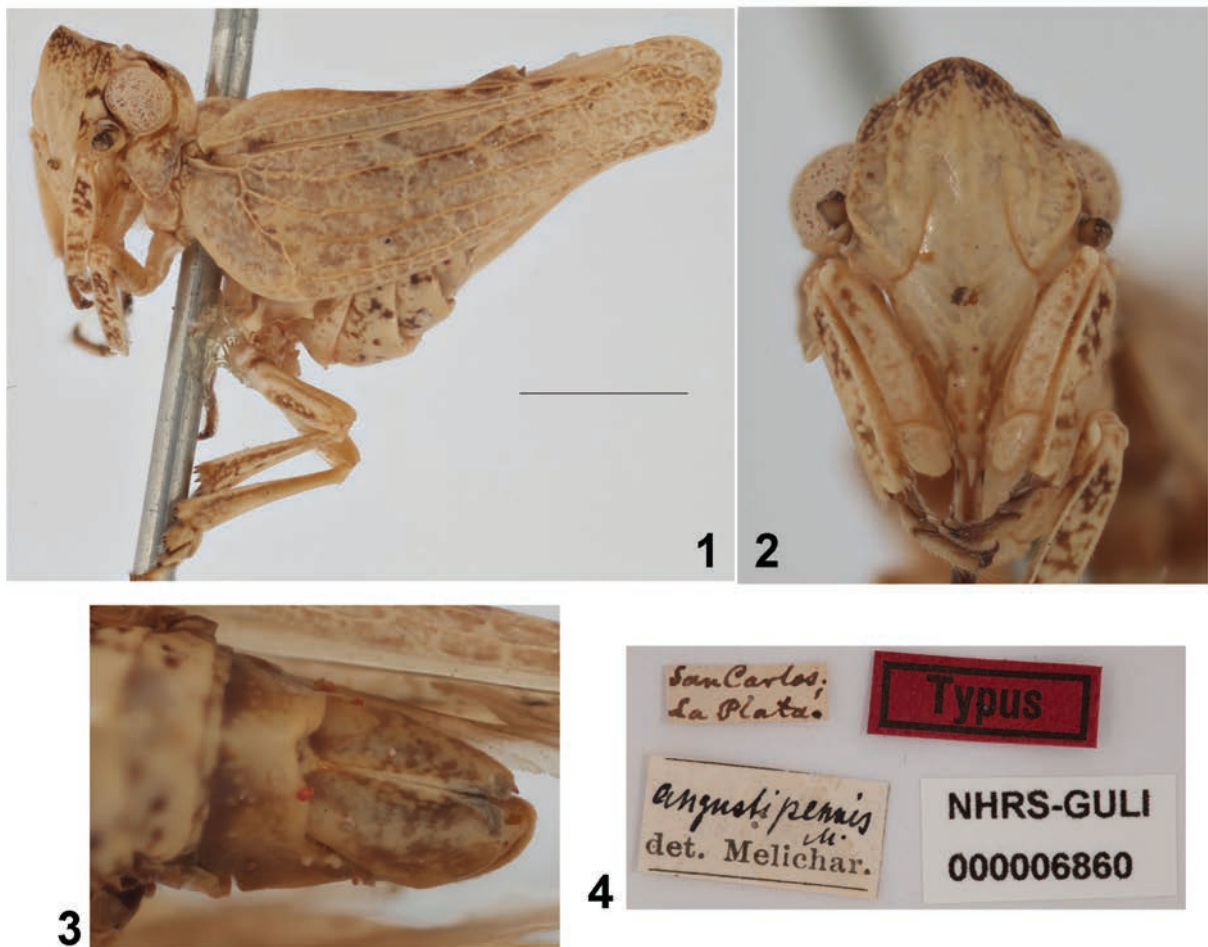 1
2
3
San Carlos;
La Plata.
Typus
angustipennis
M.
det. Melichar.
NHRS-GULI
000006860
4